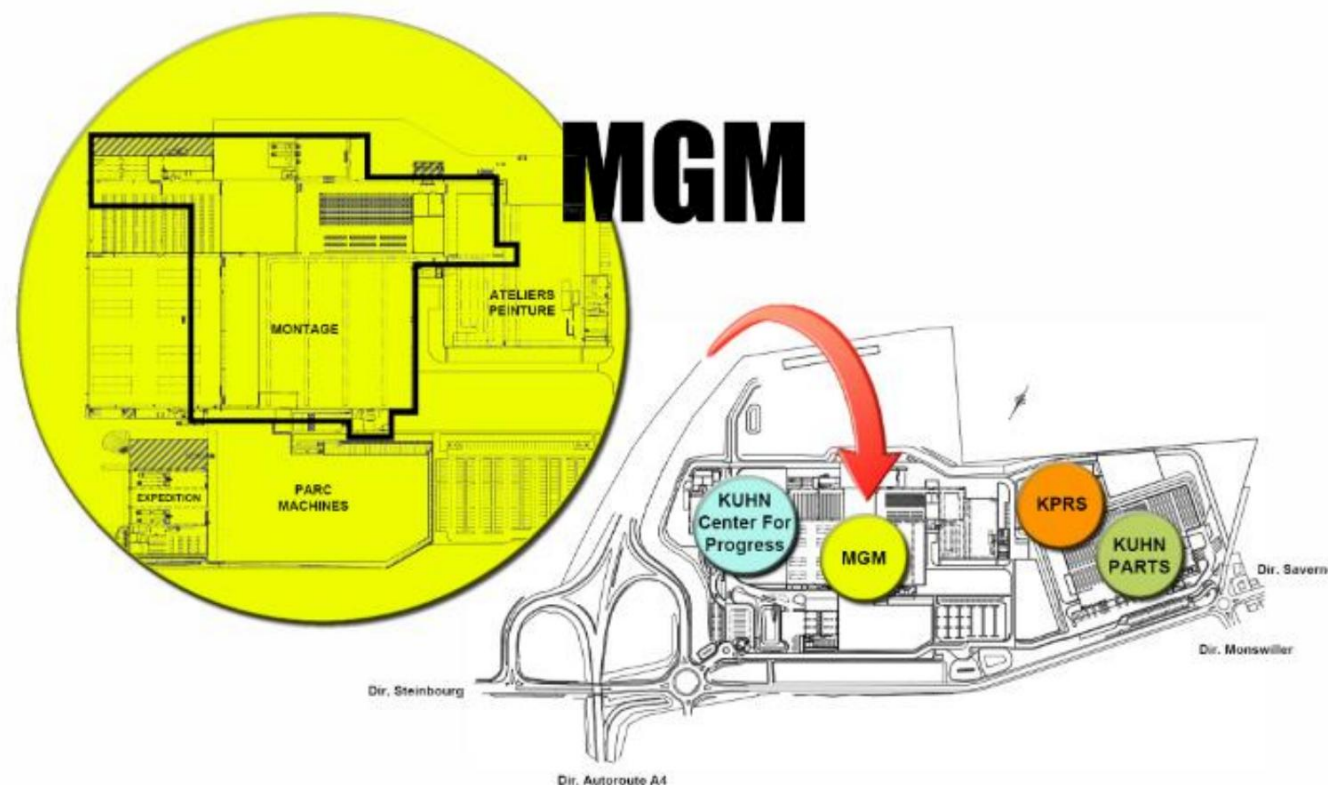 MGM
ATELIERS
PEINTURE
MONTAGE
EXPEDITION
PARC
MACHINES
KUHN
Center For
Progress
MGM
KPRS
KUHN
PARTS
Dir. Saverne
Dir. Monswiller
Dir. Steinbourg
Dir. Autoroute A4